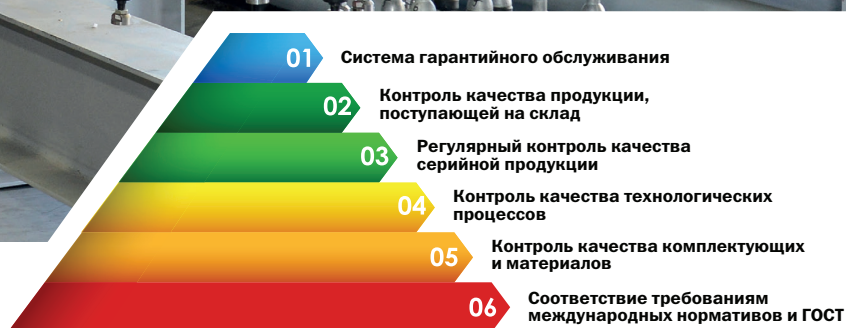 01 Система гарантийного обслуживания
02 Контроль качества продукции,
поступающей на склад
03 Регулярный контроль качества
серийной продукции
04 Контроль качества технологических
процессов
05 Контроль качества комплектующих
и материалов
06 Соответствие требованиям
международных нормативов и ГОСТ